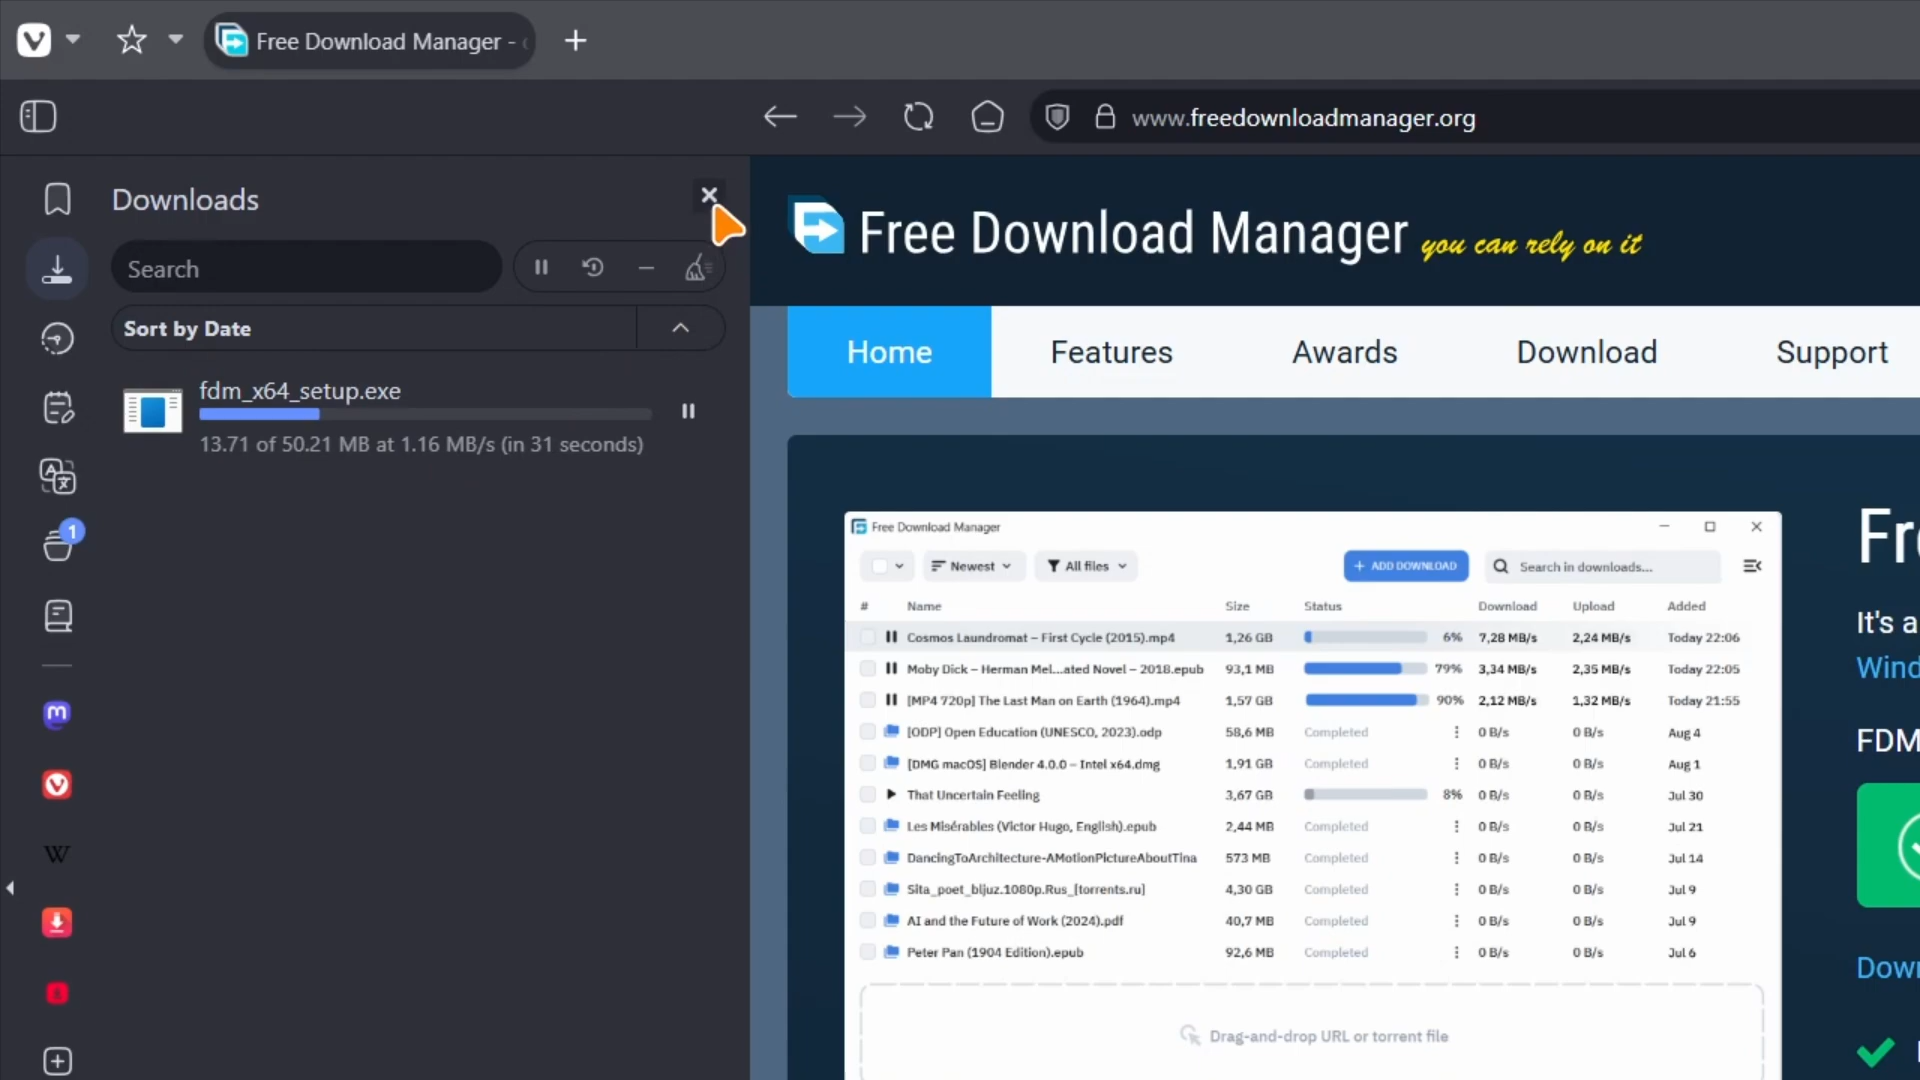 Free Download Manager -
www.freedownloadmanager.org
Downloads
Search
Sort by Date
fdm_x64_setup.exe
13.71 of 50.21 MB at 1.16 MB/s (in 31 seconds)
1
W
Free Download Manager you can rely on it
Home Features Awards Download Support
Free Download Manager
Newest All files + ADD DOWNLOAD Search in downloads...
# Name Size Status Download Upload Added
Cosmos Laundromat – First Cycle (2015).mp4 1,26 GB 6% 7,28 MB/s 2,24 MB/s Today 22:06
Moby Dick – Herman Mel...ated Novel – 2018.epub 93,1 MB 79% 3,34 MB/s 2,35 MB/s Today 22:05
[MP4 720p] The Last Man on Earth (1964).mp4 1,57 GB 90% 2,12 MB/s 1,32 MB/s Today 21:55
[ODP] Open Education (UNESCO, 2023).odp 58,6 MB Completed 0 B/s 0 B/s Aug 4
[DMG macOS] Blender 4.0.0 – Intel x64.dmg 1,91 GB Completed 0 B/s 0 B/s Aug 1
That Uncertain Feeling 3,67 GB 8% 0 B/s 0 B/s Jul 30
Les Misérables (Victor Hugo, English).epub 2,44 MB Completed 0 B/s 0 B/s Jul 21
DancingToArchitecture-AMotionPictureAboutTina 573 MB Completed 0 B/s 0 B/s Jul 14
Sita_poet_bljuz.1080p.Rus_[torrents.ru] 4,30 GB Completed 0 B/s 0 B/s Jul 9
AI and the Future of Work (2024).pdf 40,7 MB Completed 0 B/s 0 B/s Jul 9
Peter Pan (1904 Edition).epub 92,6 MB Completed 0 B/s 0 B/s Jul 6
Drag-and-drop URL or torrent file
It's a
FDM